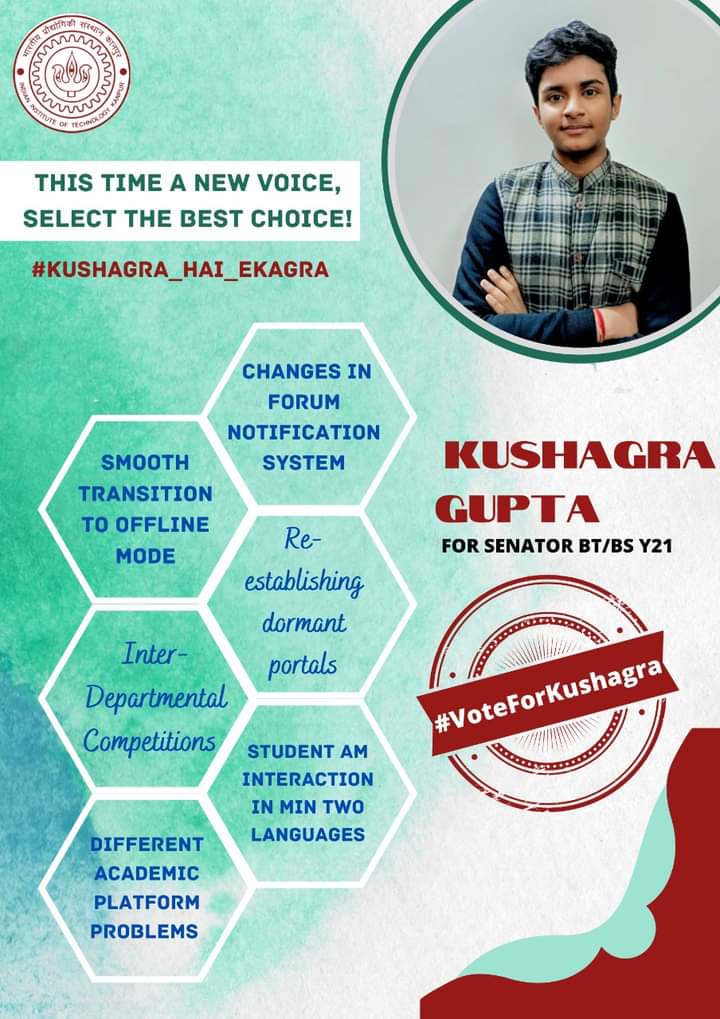 भारतीय प्रौद्योगिकी संस्थान कानपुर
INDIAN INSTITUTE OF TECHNOLOGY KANPUR
THIS TIME A NEW VOICE,
SELECT THE BEST CHOICE!
#KUSHAGRA_HAI_EKAGRA
CHANGES IN
FORUM
NOTIFICATION
SYSTEM
SMOOTH
TRANSITION
TO OFFLINE
MODE
Re-
establishing
dormant
portals
Inter-
Departmental
Competitions
STUDENT AM
INTERACTION
IN MIN TWO
LANGUAGES
DIFFERENT
ACADEMIC
PLATFORM
PROBLEMS
KUSHAGRA
GUPTA
FOR SENATOR BT/BS Y21
#VoteForKushagra